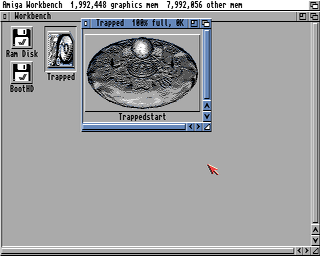 Amiga Workbench 1,992,448 graphics mem 7,992,056 other mem
Workbench
Trapped 100% full, 0K
Ram Disk
BootHD
Trapped
Trappedstart